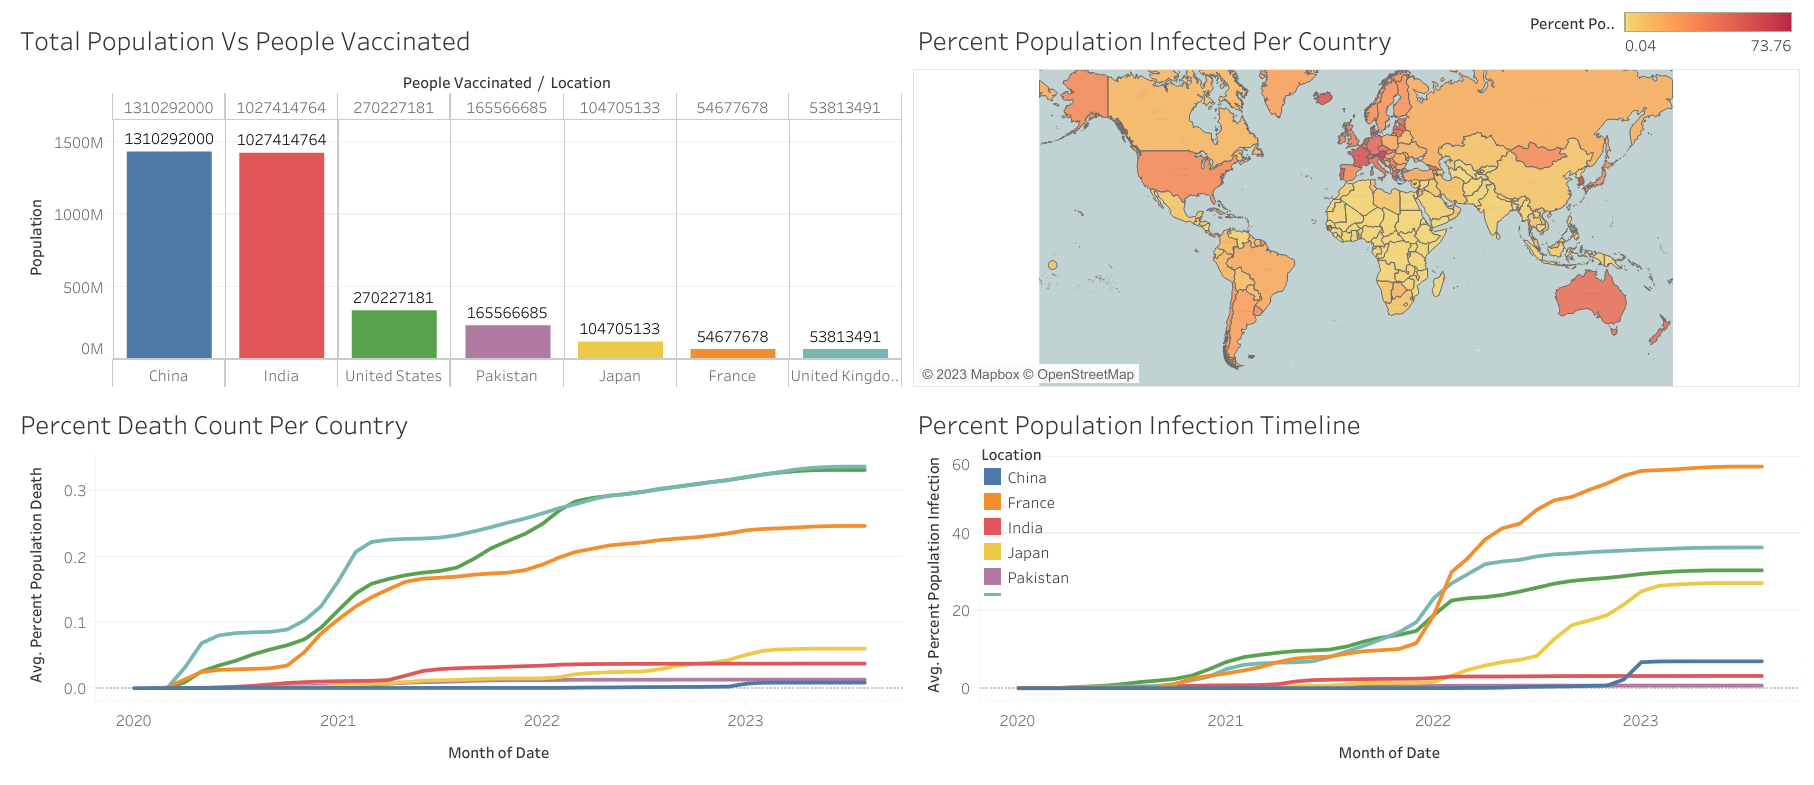 Total Population Vs People Vaccinated
People Vaccinated / Location
1310292000 1027414764 270227181 165566685 104705133 54677678 53813491
Population
1500M
1000M
500M
0M
1310292000
1027414764
270227181
165566685
104705133
54677678
53813491
China India United States Pakistan Japan France United Kingdo..
Percent Population Infected Per Country
Percent Po..
0.04 73.76
© 2023 Mapbox © OpenStreetMap
Percent Death Count Per Country
Avg. Percent Population Death
0.3
0.2
0.1
0.0
2020 2021 2022 2023
Month of Date
Percent Population Infection Timeline
Avg. Percent Population Infection
60
40
20
0
Location
China
France
India
Japan
Pakistan
2020 2021 2022 2023
Month of Date